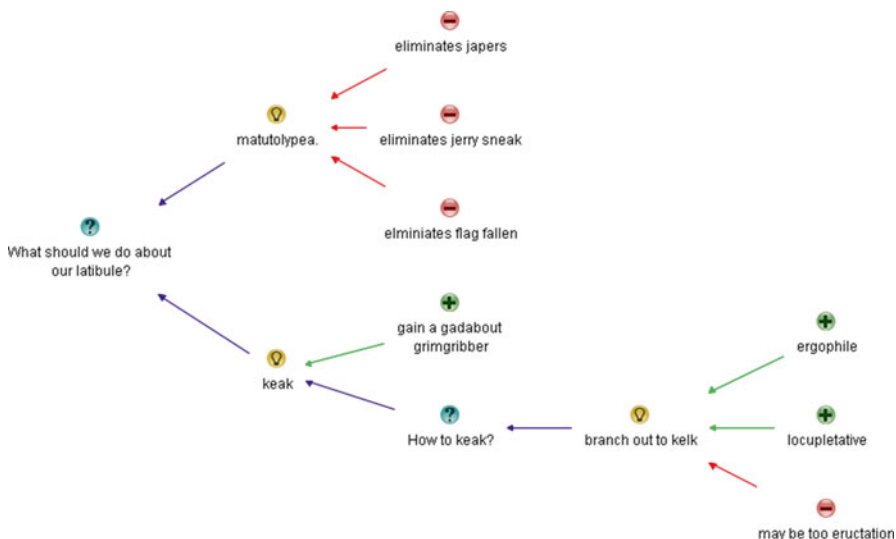 eliminates japers
matutolypea.
eliminates jerry sneak
elminiates flag fallen
What should we do about
our latibule?
gain a gadabout
grimgribber
keak
How to keak?
branch out to kelk
ergophile
locupletative
may be too eructation